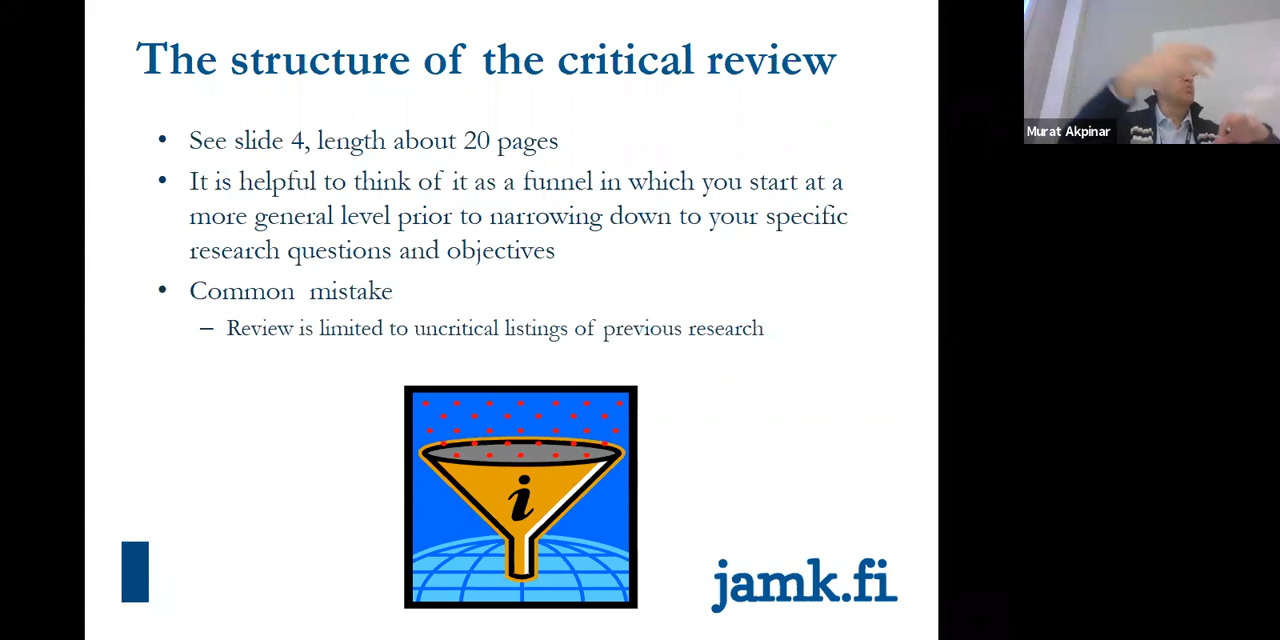 The structure of the critical review
Murat Akpinar
• See slide 4, length about 20 pages
• It is helpful to think of it as a funnel in which you start at a
more general level prior to narrowing down to your specific
research questions and objectives
• Common mistake
– Review is limited to uncritical listings of previous research
i
jamk.fi